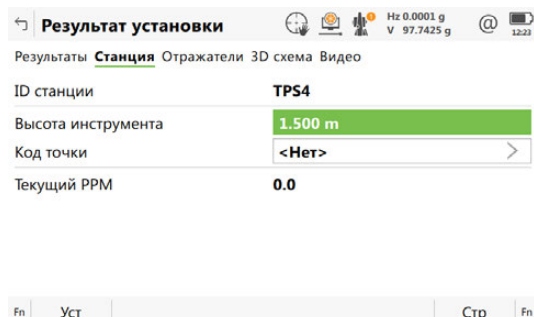 Результат установки
Hz 0.0001 g
V 97.7425 g
@
12:23
Результаты Станция Отражатели 3D схема Видео
ID станции TPS4
Высота инструмента 1.500 m
Код точки <Нет>
Текущий PPM 0.0
Fn Уст Стр Fn